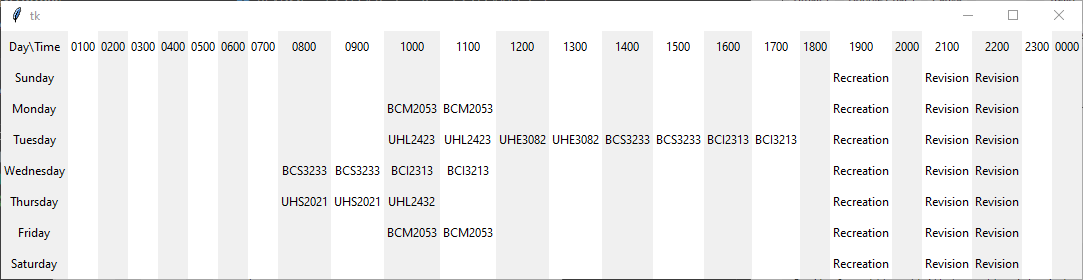 tk
Day\Time 0100 0200 0300 0400 0500 0600 0700 0800 0900 1000 1100 1200 1300 1400 1500 1600 1700 1800 1900 2000 2100 2200 2300 0000
Sunday Recreation Revision Revision
Monday BCM2053 BCM2053 Recreation Revision Revision
Tuesday UHL2423 UHL2423 UHE3082 UHE3082 BCS3233 BCS3233 BCI2313 BCI3213 Recreation Revision Revision
Wednesday BCS3233 BCS3233 BCI2313 BCI3213 Recreation Revision Revision
Thursday UHS2021 UHS2021 UHL2432 Recreation Revision Revision
Friday BCM2053 BCM2053 Recreation Revision Revision
Saturday Recreation Revision Revision